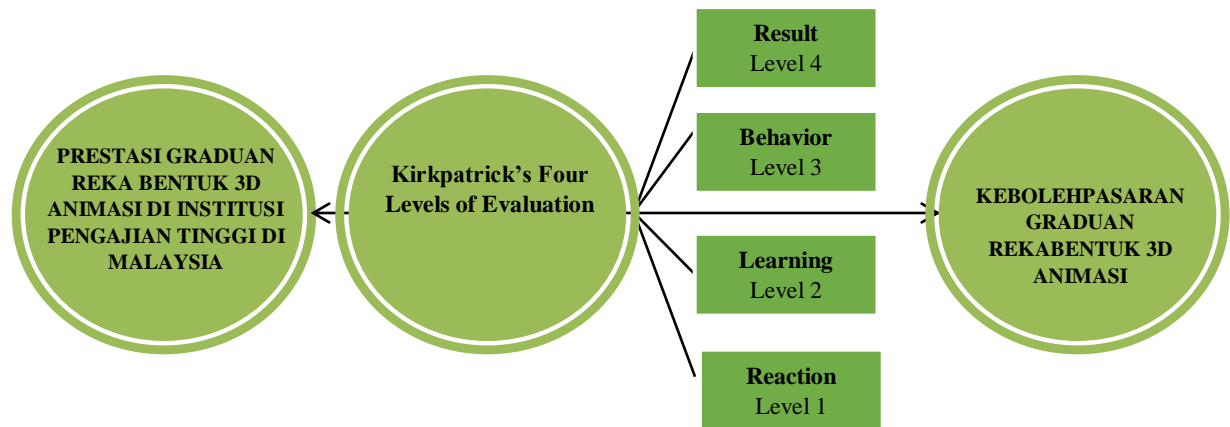 PRESTASI GRADUAN
REKA BENTUK 3D
ANIMASI DI INSTITUSI
PENGAJIAN TINGGI DI
MALAYSIA
Kirkpatrick's Four
Levels of Evaluation
Result
Level 4
Behavior
Level 3
Learning
Level 2
Reaction
Level 1
KEBOLEHPASARAN
GRADUAN
REKABENTUK 3D
ANIMASI